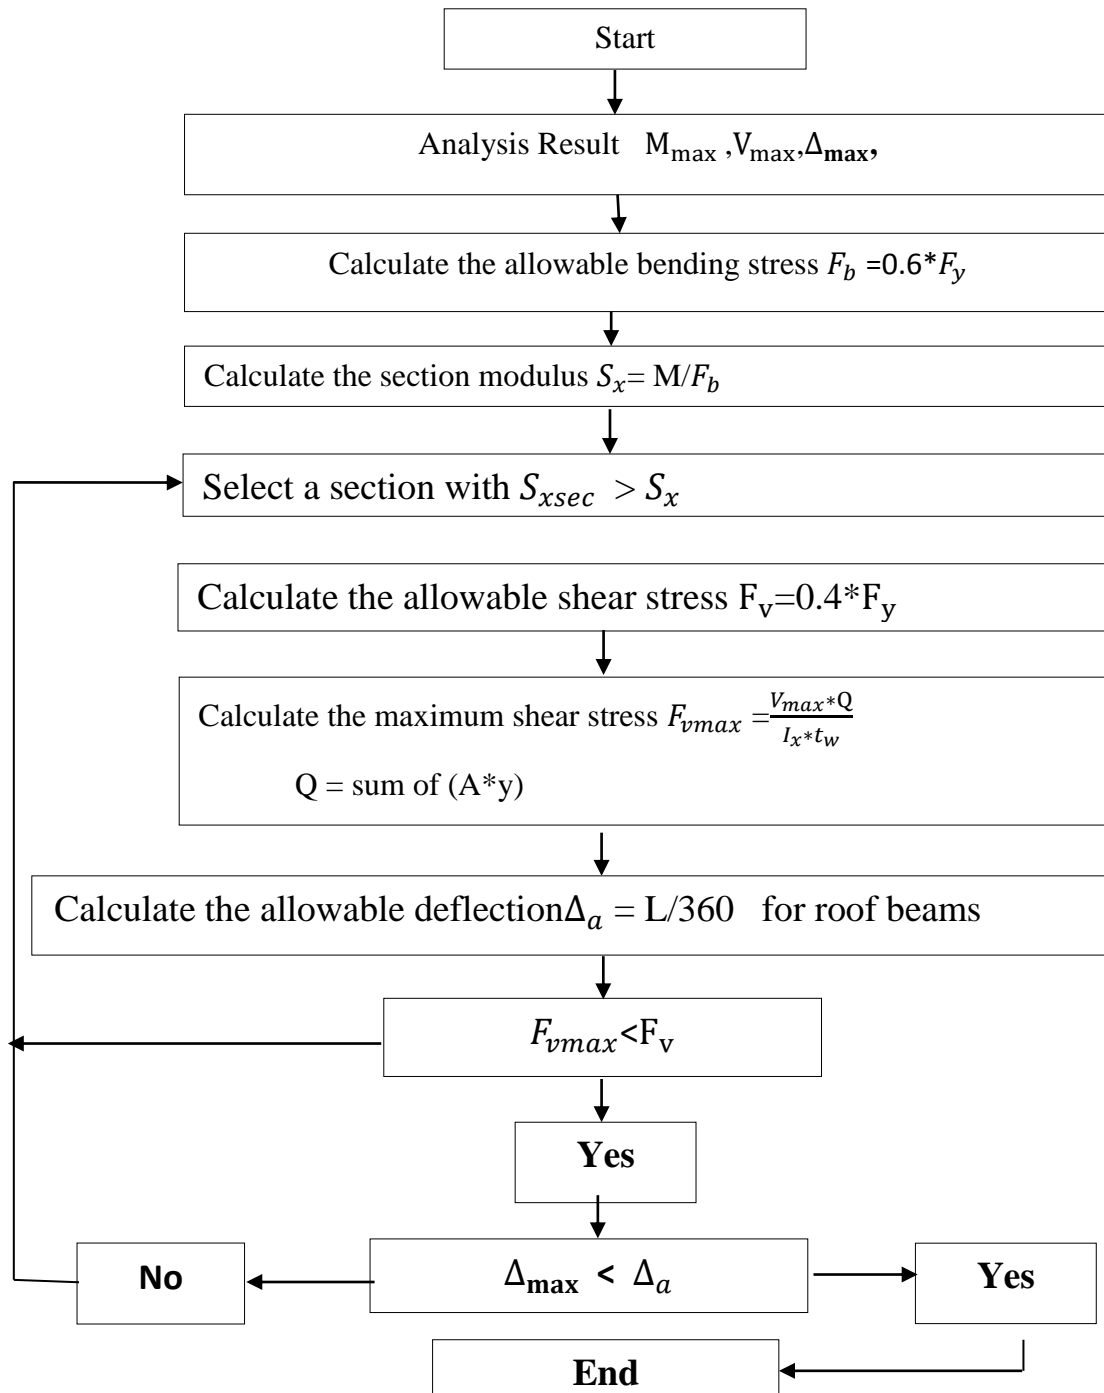 Start
Analysis Result M_max ,V_max,Δ_max,
Calculate the allowable bending stress F_b =0.6*F_y
Calculate the section modulus S_x= M/F_b
Select a section with S_xsec > S_x
Calculate the allowable shear stress F_v=0.4*F_y
Calculate the maximum shear stress F_vmax =V_max*Q/I_x*t_w
Q = sum of (A*y)
Calculate the allowable deflectionΔ_a = L/360 for roof beams
F_vmax<F_v
Yes
No
Δ_max < Δ_a
Yes
End